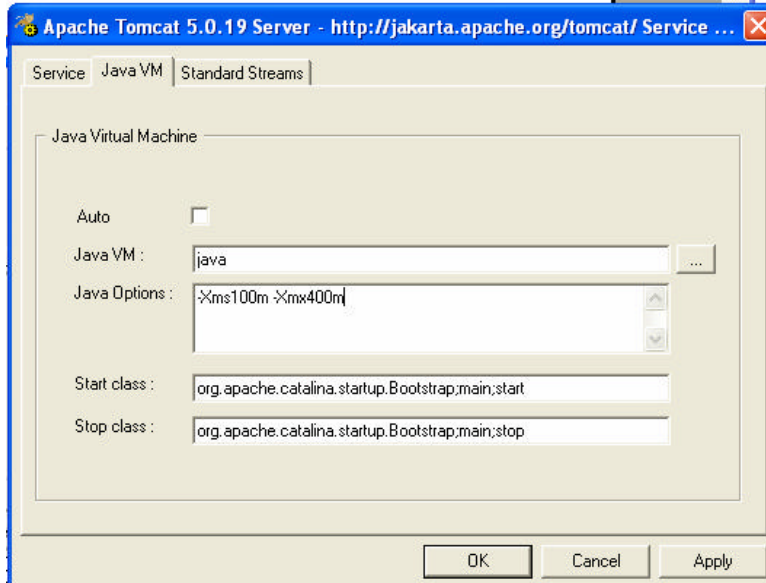 Apache Tomcat 5.0.19 Server - http://jakarta.apache.org/tomcat/ Service ...
Service Java VM Standard Streams
Java Virtual Machine
Auto
Java VM : java ...
Java Options : -Xms100m -Xmx400m
Start class : org.apache.catalina.startup.Bootstrap;main;start
Stop class : org.apache.catalina.startup.Bootstrap;main;stop
OK Cancel Apply